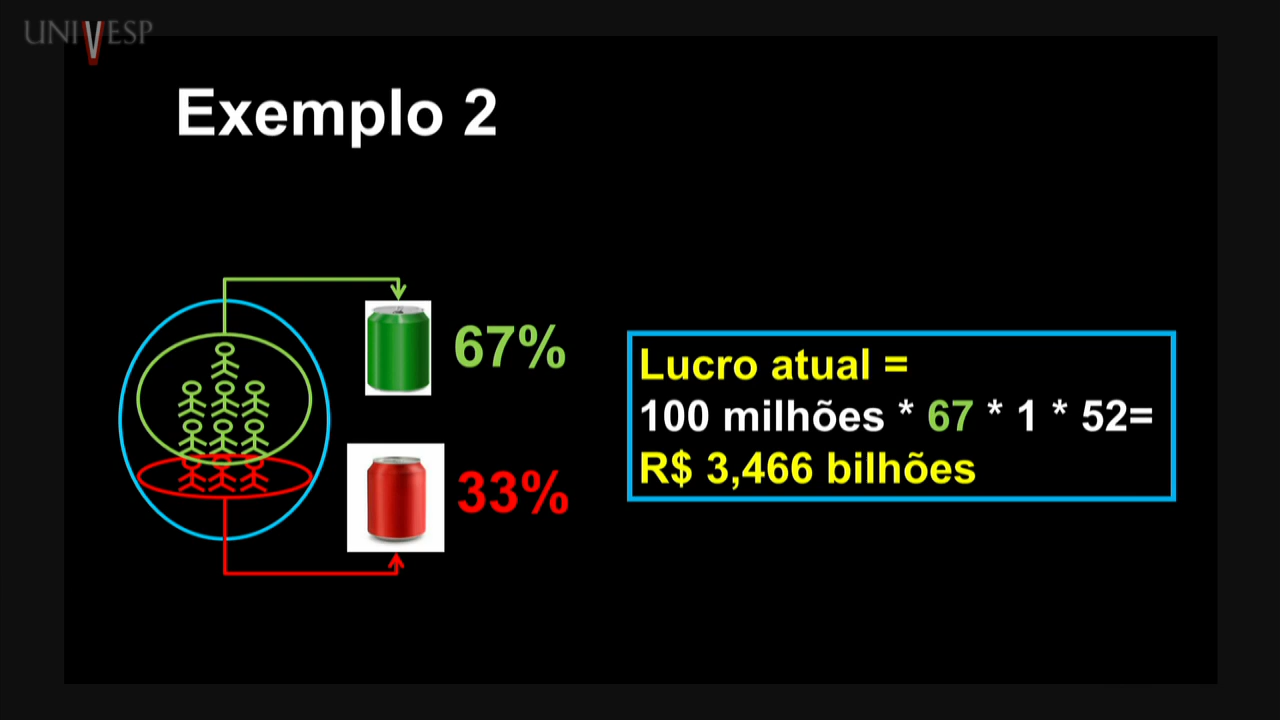 UNIVESP
Exemplo 2
67%
33%
Lucro atual =
100 milhões * 67 * 1 * 52=
R$ 3,466 bilhões